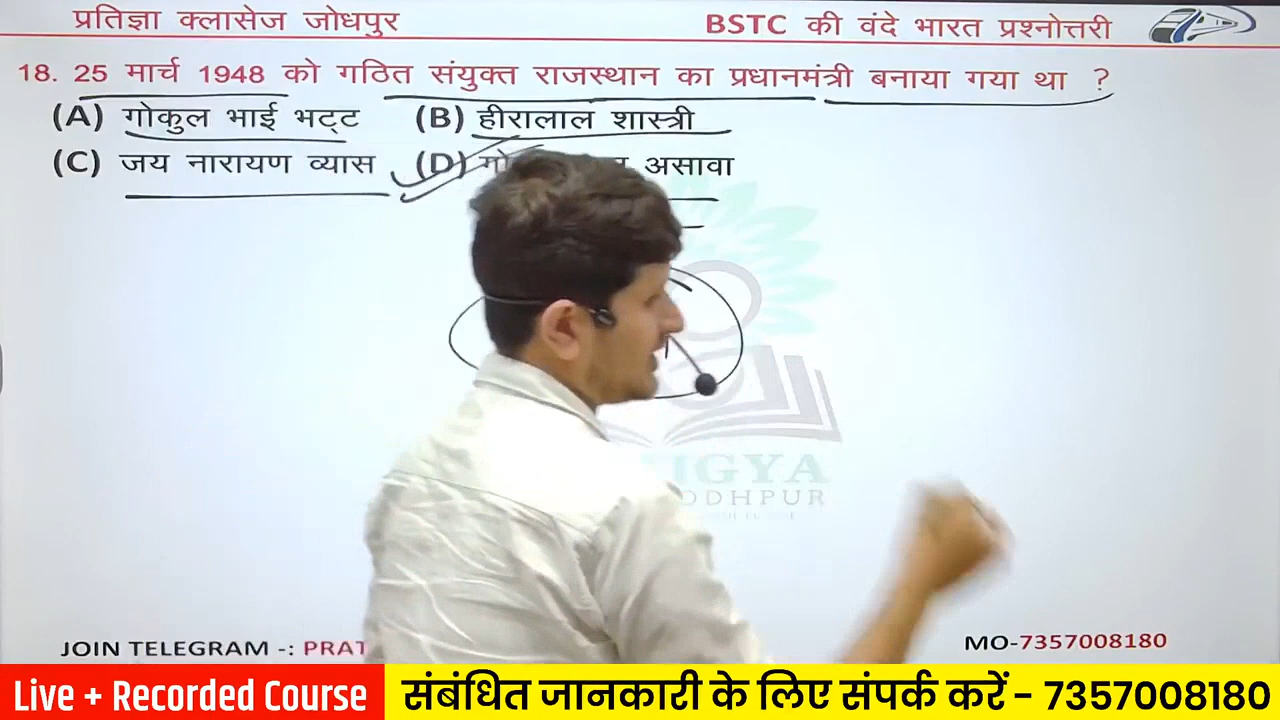 प्रतिज्ञा क्लासेज जोधपुर BSTC की वंदे भारत प्रश्नोत्तरी
18. 25 मार्च 1948 को गठित संयुक्त राजस्थान का प्रधानमंत्री बनाया गया था ?
(A) गोकुल भाई भट्ट (B) हीरालाल शास्त्री
(C) जय नारायण व्यास (D) असावा
JOIN TELEGRAM -: PRAT MO-7357008180
Live + Recorded Course संबंधित जानकारी के लिए संपर्क करें - 7357008180